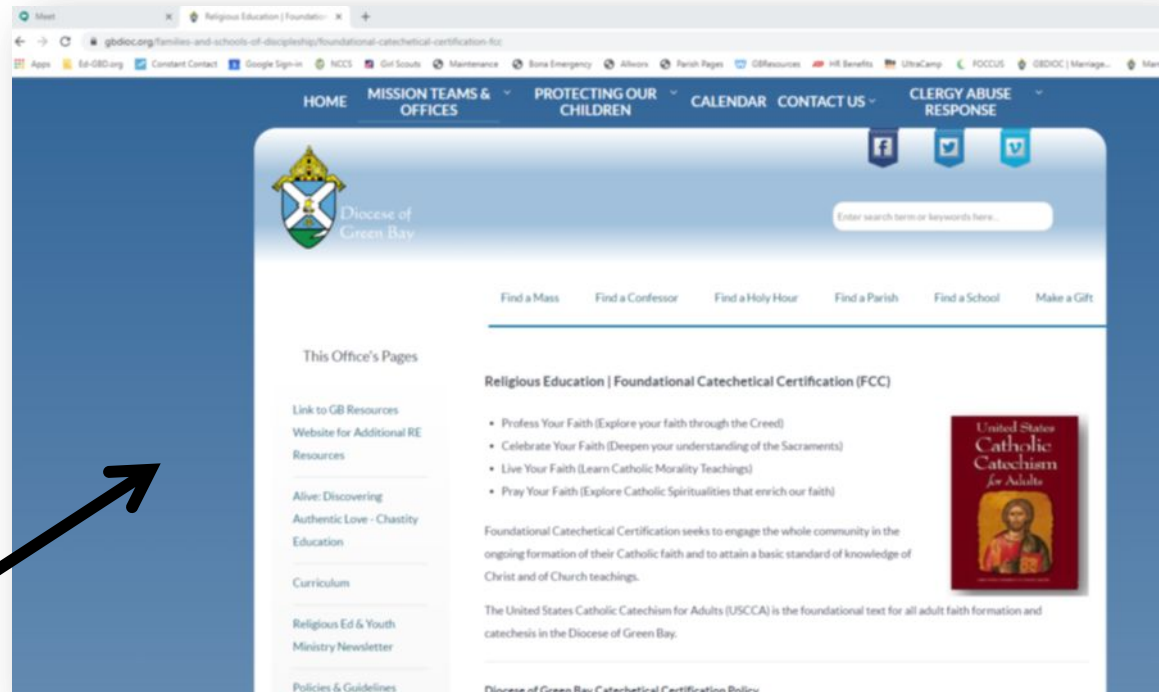 Meet
Religious Education | Foundation
gbdioc.org/families-and-schools-of-discipleship/foundational-catechetical-certification-fcc
Apps Ed-GBD.org Constant Contact Google Sign-in NCCS Girl Scouts Maintenance Bona Emergency Allworx Parish Pages GBResources HR Benefits UltraCamp FOCCUS GBDIOC | Marriage...
HOME
MISSION TEAMS &
OFFICES
PROTECTING OUR
CHILDREN
CALENDAR
CONTACT US
CLERGY ABUSE
RESPONSE
Diocese of
Green Bay
Enter search term or keywords here...
Find a Mass Find a Confessor Find a Holy Hour Find a Parish Find a School Make a Gift
This Office's Pages
Link to GB Resources
Website for Additional RE
Resources
Alive: Discovering
Authentic Love - Chastity
Education
Curriculum
Religious Ed & Youth
Ministry Newsletter
Policies & Guidelines
Religious Education | Foundational Catechetical Certification (FCC)
• Profess Your Faith (Explore your faith through the Creed)
• Celebrate Your Faith (Deepen your understanding of the Sacraments)
• Live Your Faith (Learn Catholic Morality Teachings)
• Pray Your Faith (Explore Catholic Spiritualities that enrich our faith)
United States
Catholic
Catechism
for Adults
Foundational Catechetical Certification seeks to engage the whole community in the
ongoing formation of their Catholic faith and to attain a basic standard of knowledge of
Christ and of Church teachings.
The United States Catholic Catechism for Adults (USCCA) is the foundational text for all adult faith formation and
catechesis in the Diocese of Green Bay.
Diocese of Green Bay Catechetical Certification Policy